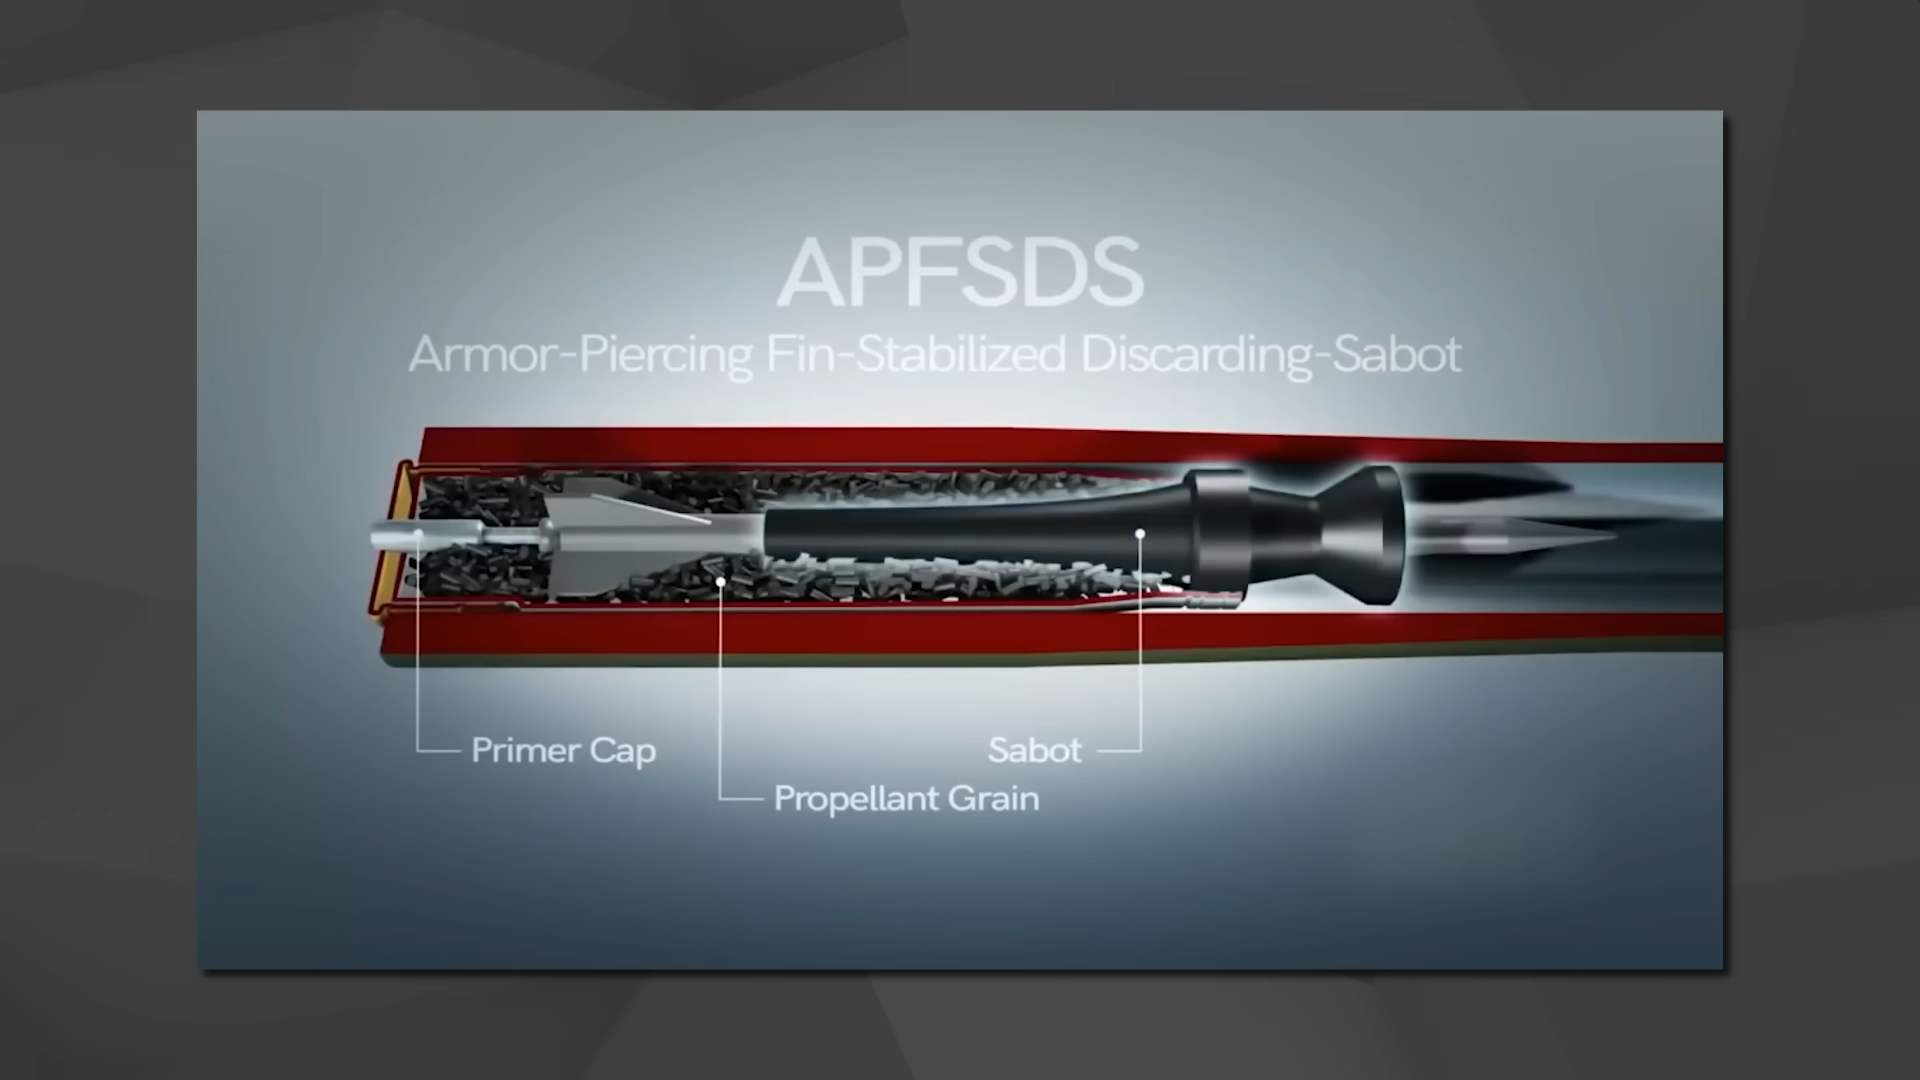 APFSDS
Armor-Piercing Fin-Stabilized Discarding-Sabot
Primer Cap
Sabot
Propellant Grain